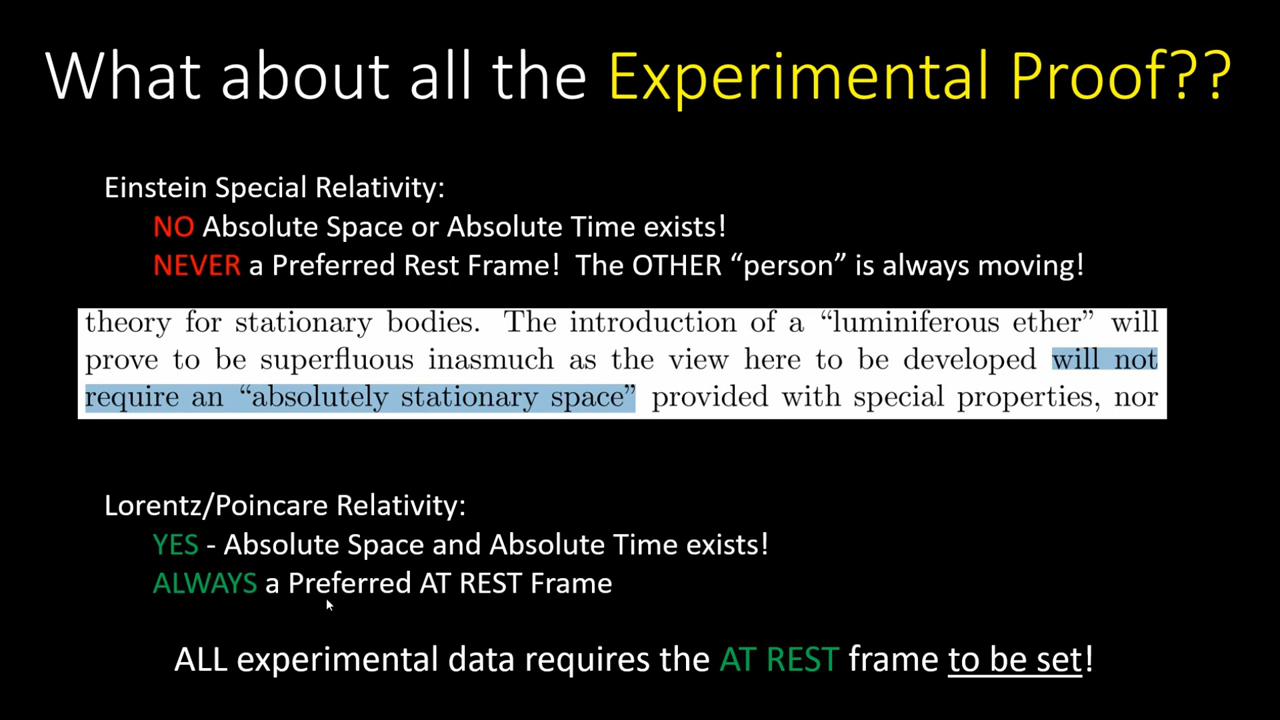 What about all the Experimental Proof??
Einstein Special Relativity:
NO Absolute Space or Absolute Time exists!
NEVER a Preferred Rest Frame! The OTHER “person” is always moving!
theory for stationary bodies. The introduction of a “luminiferous ether” will
prove to be superfluous inasmuch as the view here to be developed will not
require an “absolutely stationary space” provided with special properties, nor
Lorentz/Poincare Relativity:
YES - Absolute Space and Absolute Time exists!
ALWAYS a Preferred AT REST Frame
ALL experimental data requires the AT REST frame to be set!